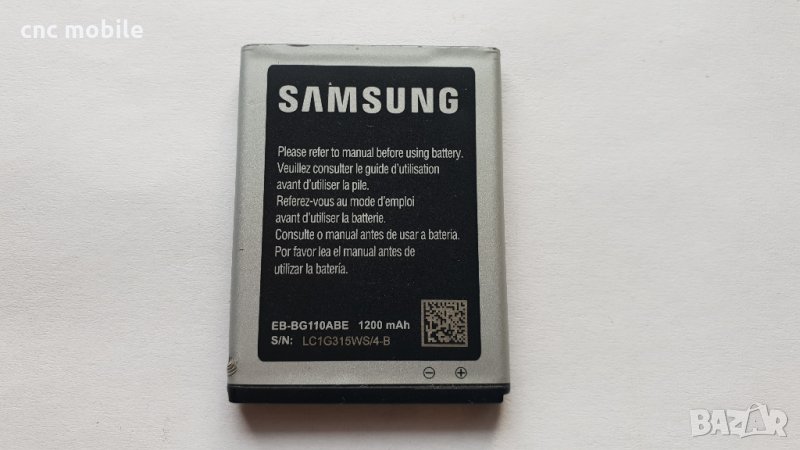 cnc mobile
SAMSUNG
Please refer to manual before using battery.
Veuillez consulter le guide d'utilisation
avant d'utiliser la pile.
Referez-vous au mode d'emploi
avant d'utiliser la batterie.
Consulte o manual antes de usar a bateria.
Por favor lea el manual antes de
utilizar la batería.
EB-BG110ABE 1200 mAh
S/N: LC1G315WS/4-B
BAZAR